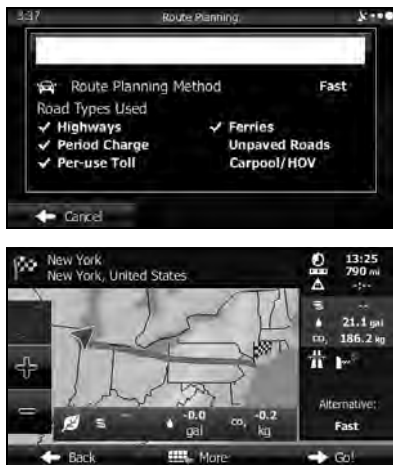 3:37 Route Planning
Route Planning Method Fast
Road Types Used
Highways Ferries
Period Charge Unpaved Roads
Per-use Toll Carpool/HOV
Cancel
New York
New York, United States
13:25
790 mi
-:--
--
21.1 gal
CO₂ 186.2 kg
-0.0 gal
CO₂ -0.2 kg
Alternative:
Fast
Back More Go!